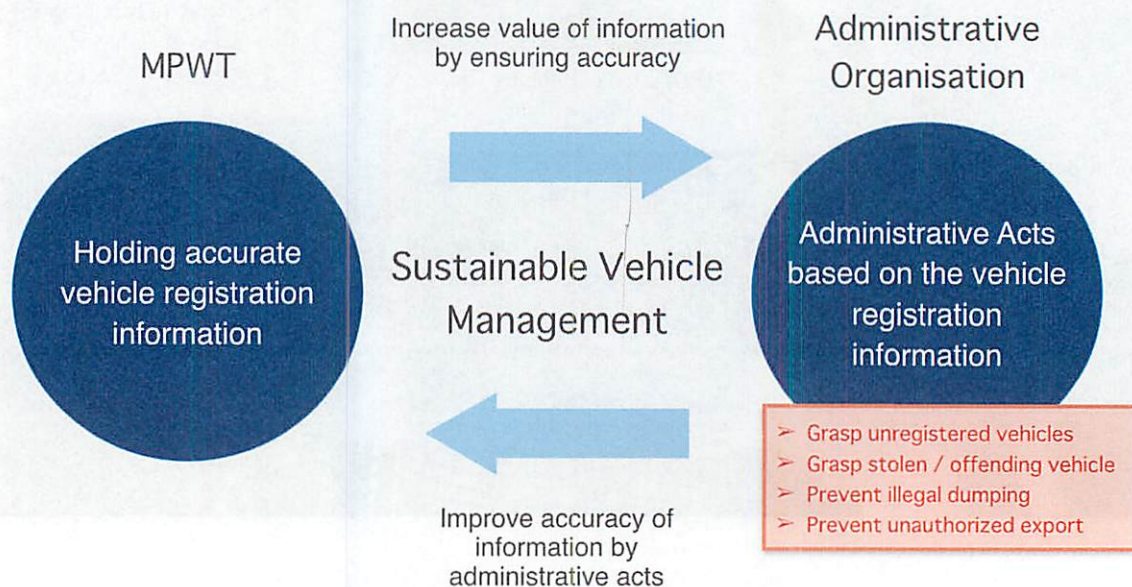 MPWT
Holding accurate
vehicle registration
information
Increase value of information
by ensuring accuracy
Sustainable Vehicle
Management
Improve accuracy of
information by
administrative acts
Administrative
Organisation
Administrative Acts
based on the vehicle
registration
information
➢ Grasp unregistered vehicles
➢ Grasp stolen / offending vehicle
➢ Prevent illegal dumping
➢ Prevent unauthorized export